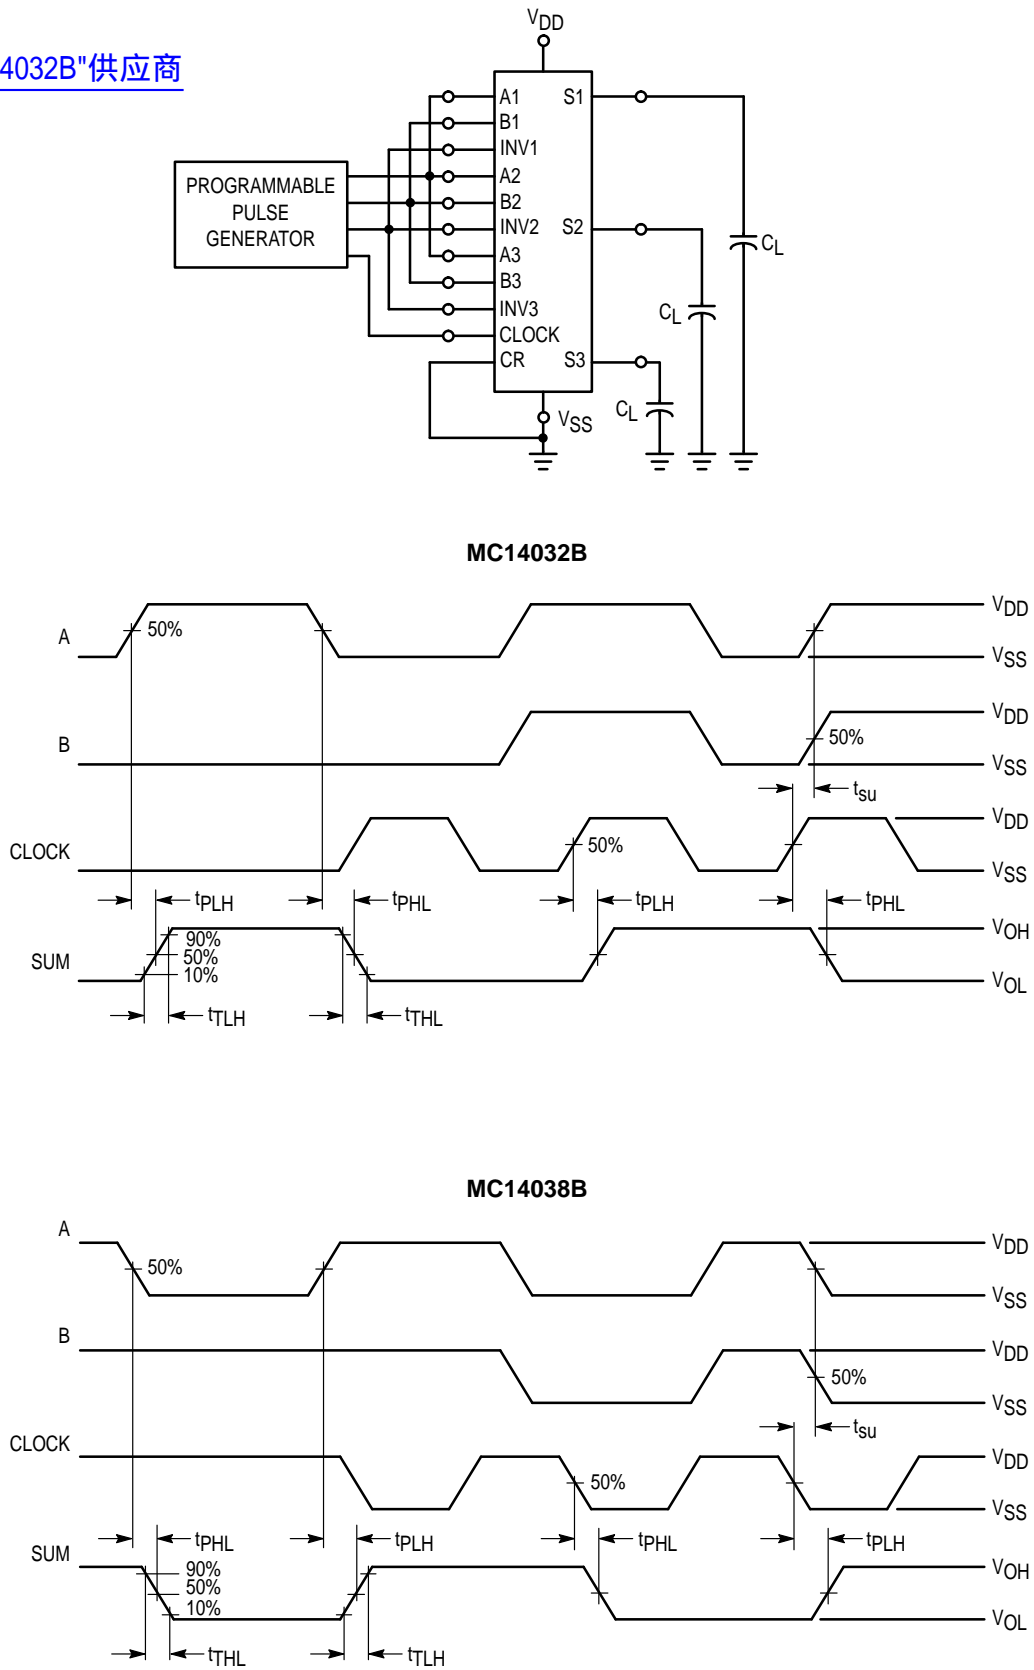 4032B"供应商
VDD
A1
B1
INV1
A2
B2
INV2
A3
B3
INV3
CLOCK
CR
S1
S2
S3
PROGRAMMABLE
PULSE
GENERATOR
CL
CL
CL
VSS
MC14032B
A
50%
VDD
VSS
B
50%
VDD
VSS
tsu
CLOCK
50%
VDD
VSS
tPLH
tPHL
tPLH
tPHL
SUM
90%
50%
10%
VOH
VOL
tTLH
tTHL
MC14038B
A
50%
VDD
VSS
B
50%
VDD
VSS
tsu
CLOCK
50%
VDD
VSS
tPHL
tPLH
tPHL
tPLH
SUM
90%
50%
10%
VOH
VOL
tTHL
tTLH